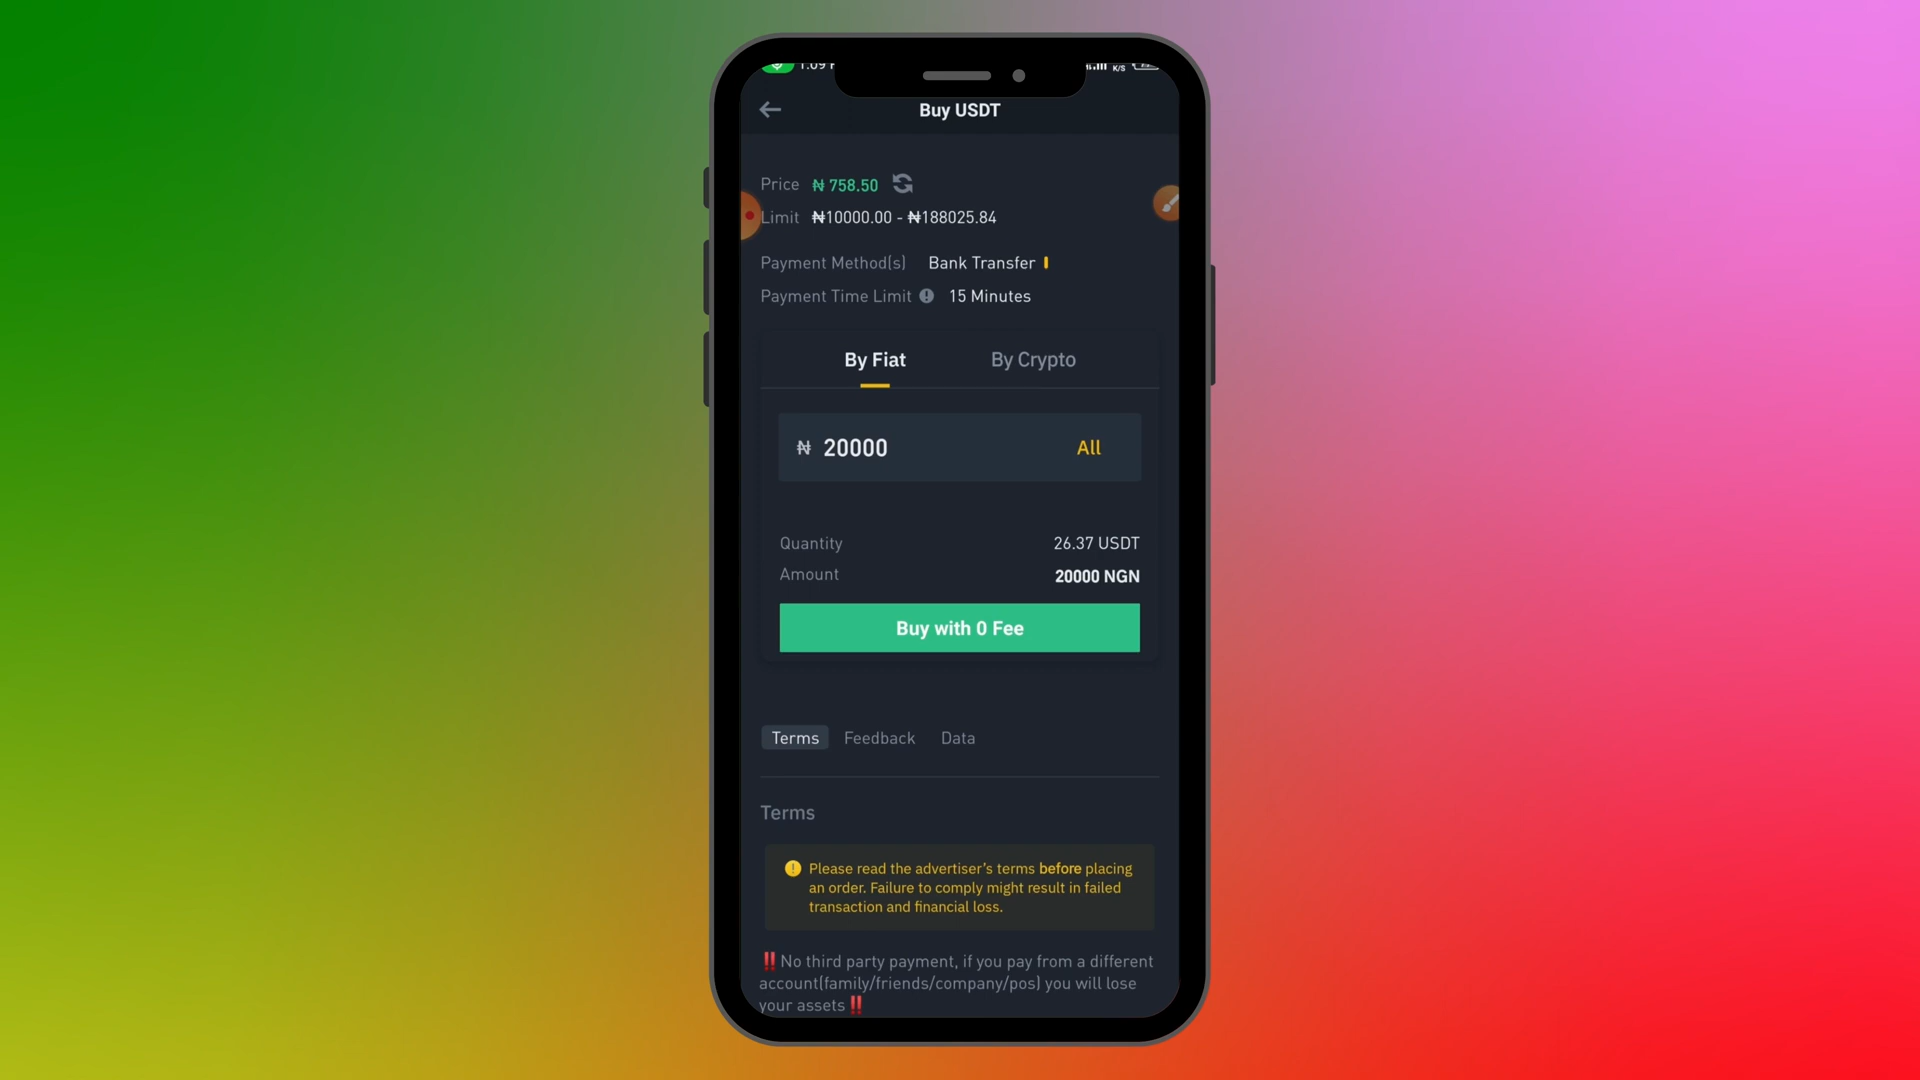 Buy USDT
Price ₦ 758.50
Limit ₦10000.00 - ₦188025.84
Payment Method(s) Bank Transfer
Payment Time Limit 15 Minutes
By Fiat By Crypto
₦ 20000 All
Quantity 26.37 USDT
Amount 20000 NGN
Buy with 0 Fee
Terms Feedback Data
Terms
Please read the advertiser's terms before placing
an order. Failure to comply might result in failed
transaction and financial loss.
‼️No third party payment, if you pay from a different
account(family/friends/company/pos) you will lose
your assets‼️